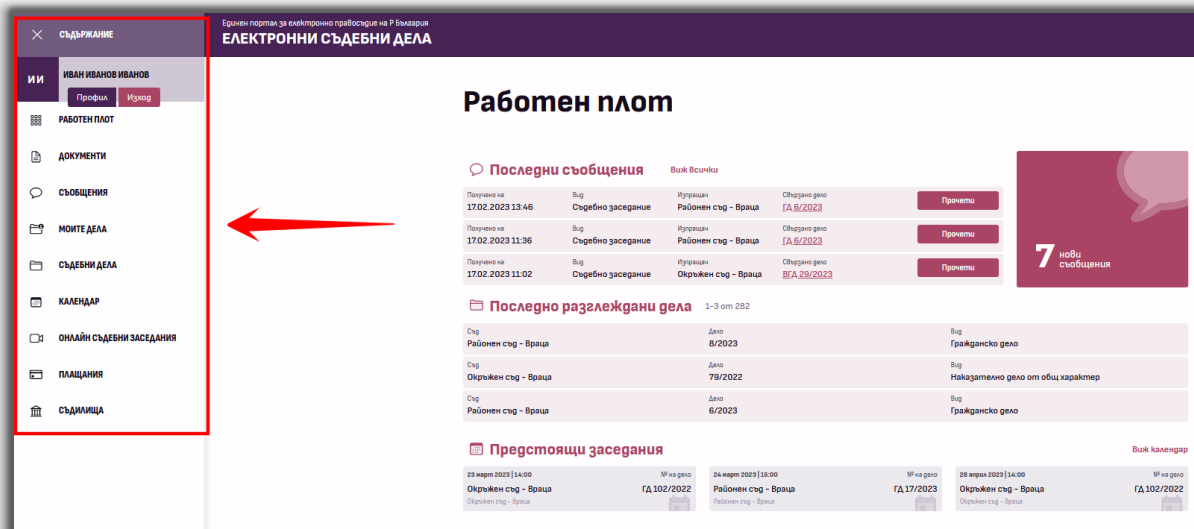 СЪДЪРЖАНИЕ
ИИ
ИВАН ИВАНОВ ИВАНОВ
Профил
Изход
РАБОТЕН ПЛОТ
ДОКУМЕНТИ
СЪОБЩЕНИЯ
МОИТЕ ДЕЛА
СЪДЕБНИ ДЕЛА
КАЛЕНДАР
ОНЛАЙН СЪДЕБНИ ЗАСЕДАНИЯ
ПЛАЩАНИЯ
СЪДИЛИЩА
Единен портал за електронно правосъдие на Р България
ЕЛЕКТРОННИ СЪДЕБНИ ДЕЛА
Работен плот
Последни съобщения Виж всички
Получено на Вид Изпращач Свързано дело
17.02.2023 13:46 Съдебно заседание Районен съд - Враца ГД 6/2023 Прочети
Получено на Вид Изпращач Свързано дело
17.02.2023 11:36 Съдебно заседание Районен съд - Враца ГД 6/2023 Прочети
Получено на Вид Изпращач Свързано дело
17.02.2023 11:02 Съдебно заседание Окръжен съд - Враца ВГД 29/2023 Прочети
7 нови
съобщения
Последно разглеждани дела 1-3 от 282
Съд Дело Вид
Районен съд - Враца 8/2023 Гражданско дело
Съд Дело Вид
Окръжен съд - Враца 79/2022 Наказателно дело от общ характер
Съд Дело Вид
Районен съд - Враца 6/2023 Гражданско дело
Предстоящи заседания Виж календар
23 март 2023 | 14:00 № на дело
Окръжен съд - Враца ГД 102/2022
Окръжен съд - Враца
24 март 2023 | 15:00 № на дело
Районен съд - Враца ГД 17/2023
Районен съд - Враца
28 април 2023 | 14:00 № на дело
Окръжен съд - Враца ГД 102/2022
Окръжен съд - Враца